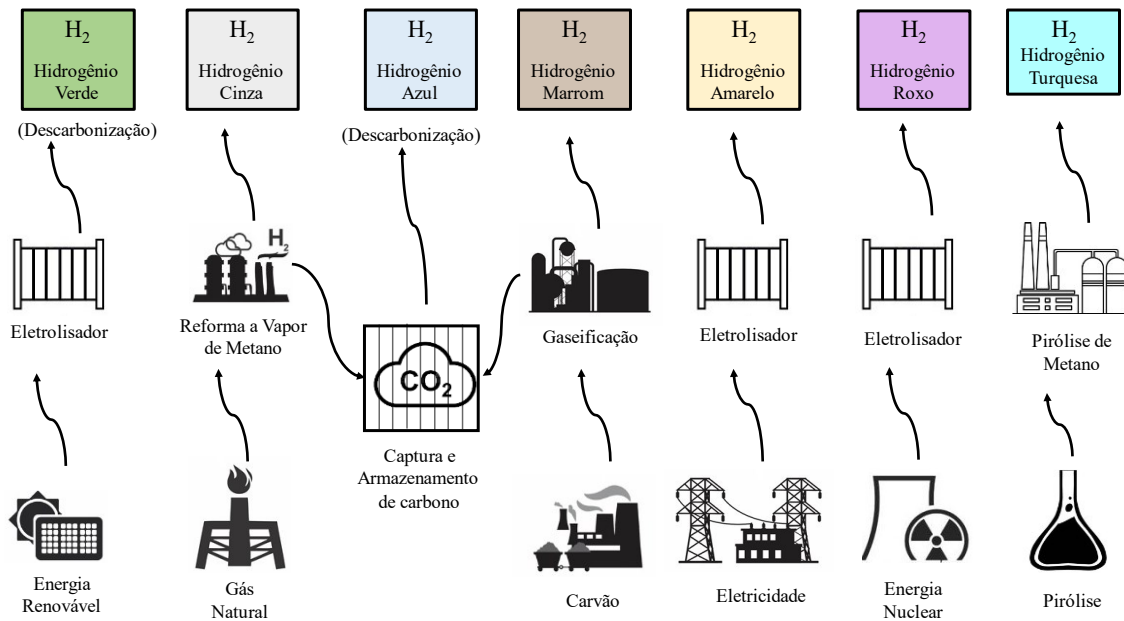 H₂
Hidrogênio
Verde
(Descarbonização)
H₂
Hidrogênio
Cinza
H₂
Hidrogênio
Azul
(Descarbonização)
H₂
Hidrogênio
Marrom
H₂
Hidrogênio
Amarelo
H₂
Hidrogênio
Roxo
H₂
Hidrogênio
Turquesa
Eletrolisador
H₂
Reforma a Vapor
de Metano
CO₂
Captura e
Armazenamento
de carbono
Gaseificação
Eletrolisador
Eletrolisador
Pirólise de
Metano
Energia
Renovável
Gás
Natural
Carvão
Eletricidade
Energia
Nuclear
Pirólise